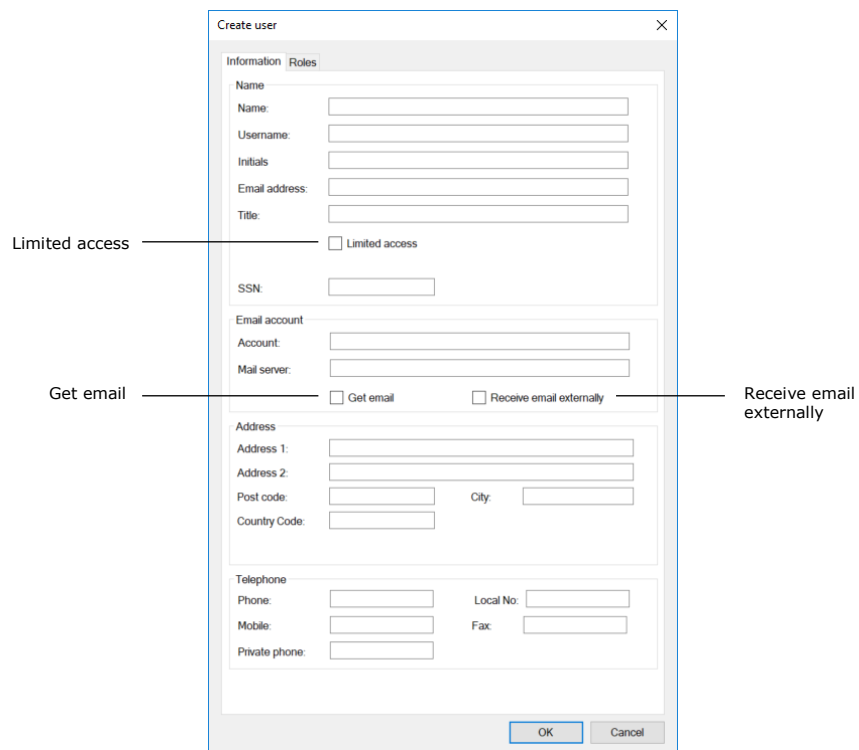 Create user
Information Roles
Name
Name:
Username:
Initials
Email address:
Title:
Limited access
Limited access
SSN:
Email account
Account:
Mail server:
Get email
Get email
Receive email externally
Receive email
externally
Address
Address 1:
Address 2:
Post code:
City:
Country Code:
Telephone
Phone:
Local No:
Mobile:
Fax:
Private phone:
OK
Cancel